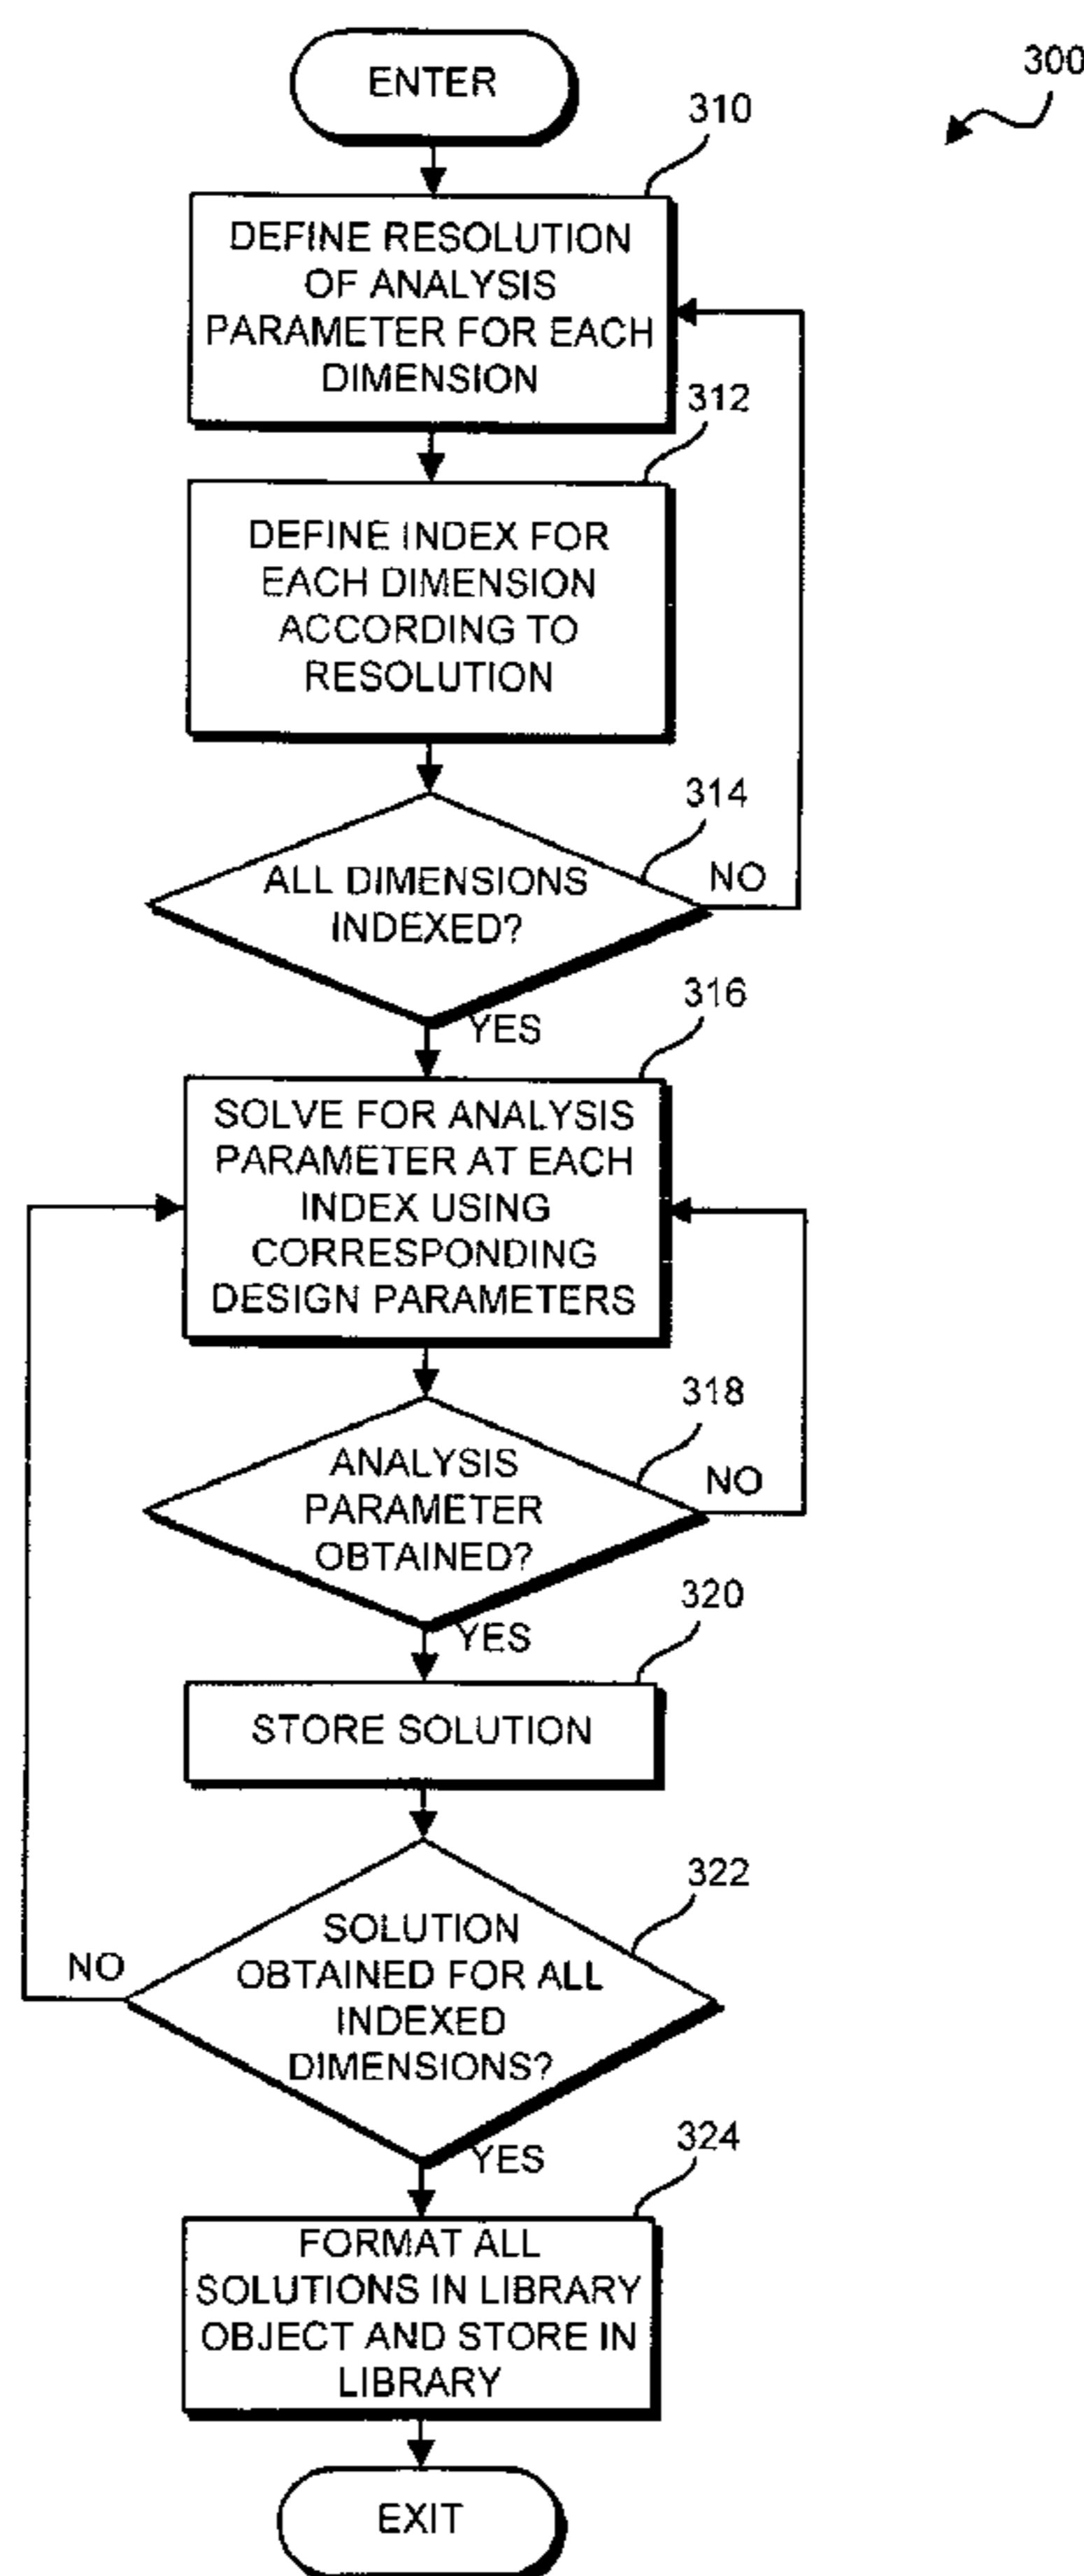 ENTER
300
310
DEFINE RESOLUTION
OF ANALYSIS
PARAMETER FOR EACH
DIMENSION
312
DEFINE INDEX FOR
EACH DIMENSION
ACCORDING TO
RESOLUTION
314
ALL DIMENSIONS
INDEXED?
NO
YES
316
SOLVE FOR ANALYSIS
PARAMETER AT EACH
INDEX USING
CORRESPONDING
DESIGN PARAMETERS
318
ANALYSIS
PARAMETER
OBTAINED?
NO
YES
320
STORE SOLUTION
322
SOLUTION
OBTAINED FOR ALL
INDEXED
DIMENSIONS?
NO
YES
324
FORMAT ALL
SOLUTIONS IN LIBRARY
OBJECT AND STORE IN
LIBRARY
EXIT